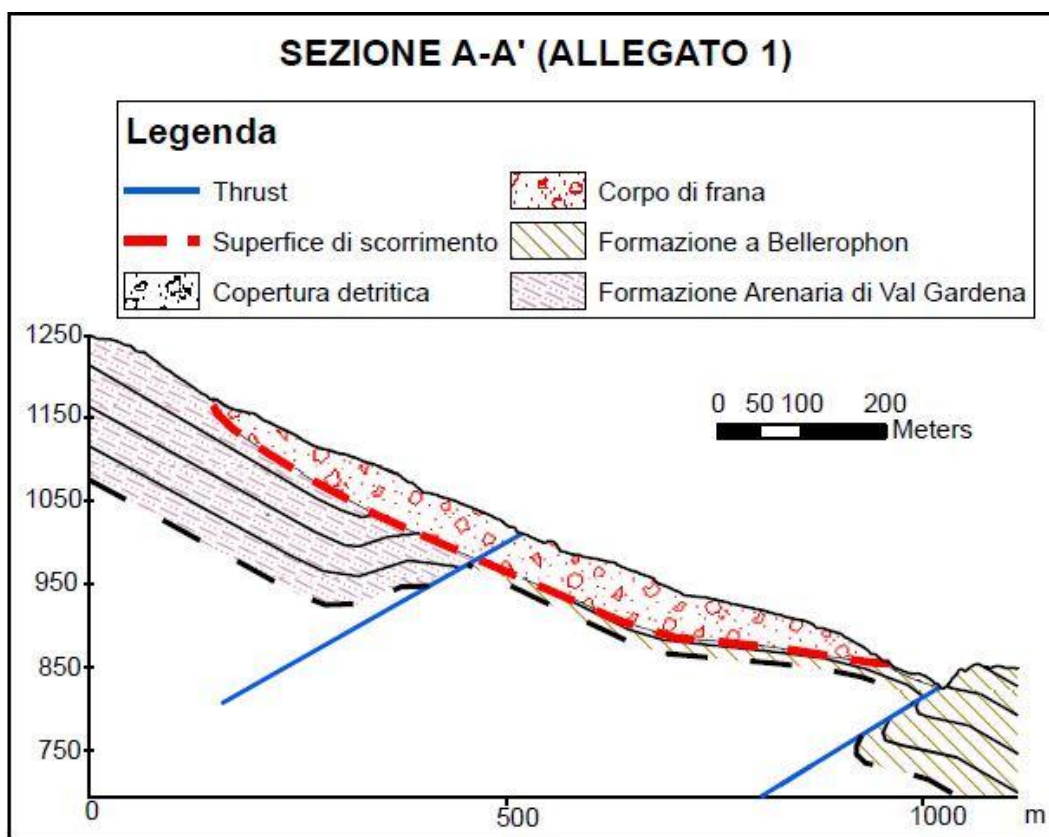 SEZIONE A-A' (ALLEGATO 1)
Legenda
Thrust
Superfice di scorrimento
Copertura detritica
Corpo di frana
Formazione a Bellerophon
Formazione Arenaria di Val Gardena
1250
1150
1050
950
850
750
0 50 100 200
Meters
0 500 1000 m